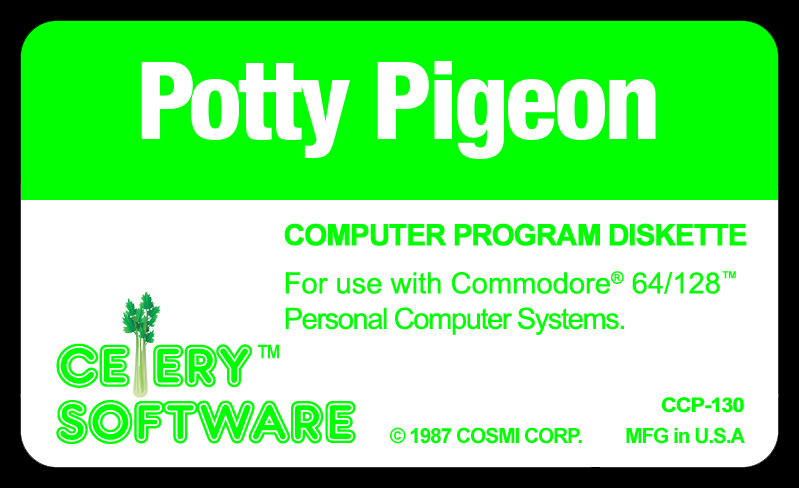 Potty Pigeon
COMPUTER PROGRAM DISKETTE
For use with Commodore® 64/128™
Personal Computer Systems.
CELERY™
SOFTWARE
CCP-130
© 1987 COSMI CORP.
MFG in U.S.A